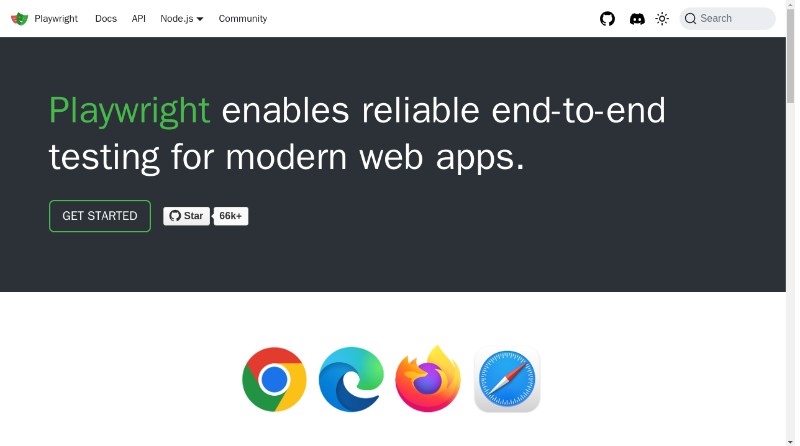 Playwright Docs API Node.js Community Search
Playwright enables reliable end-to-end
testing for modern web apps.
GET STARTED Star 66k+